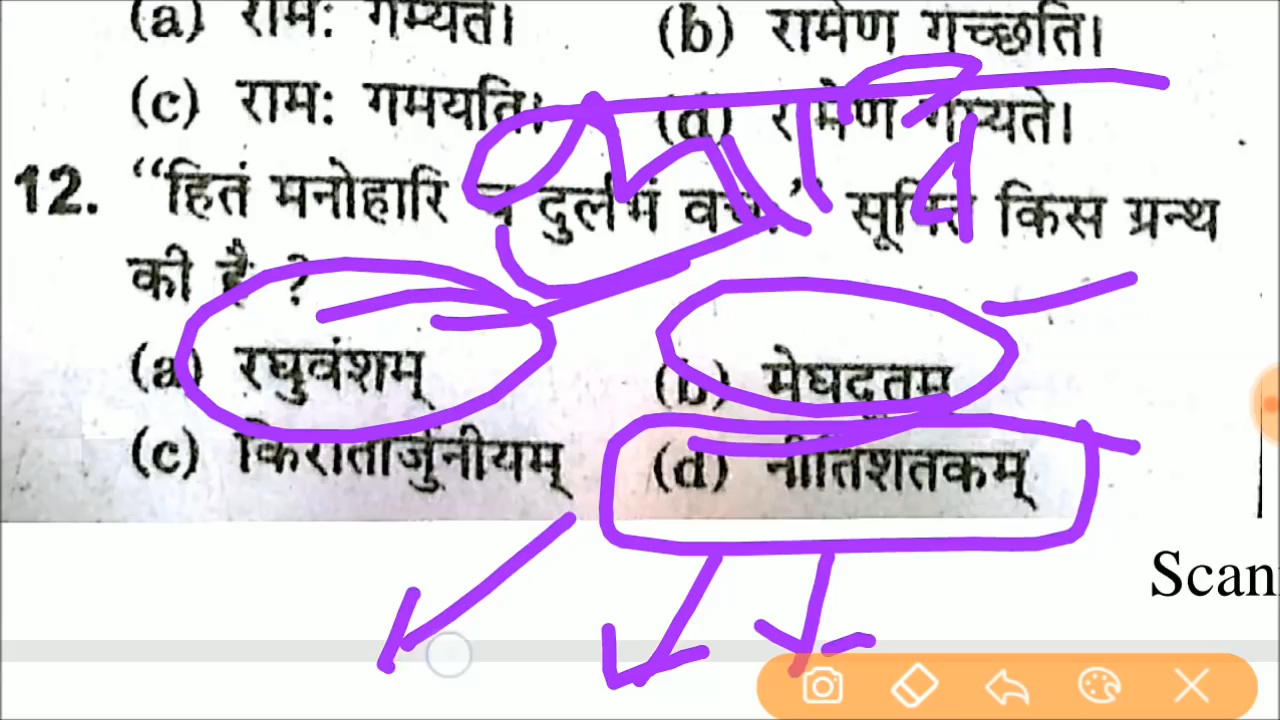 (a) रामः गम्यते। (b) रामेण गच्छति।
(c) रामः गमयति। (d) रामेण गम्यते।
12. “हितं मनोहारि च दुर्लभं वचः” सूक्ति किस ग्रन्थ
की है ?
(a) रघुवंशम् (b) मेघदूतम्
(c) किरातार्जुनीयम् (d) नीतिशतकम्
Scan